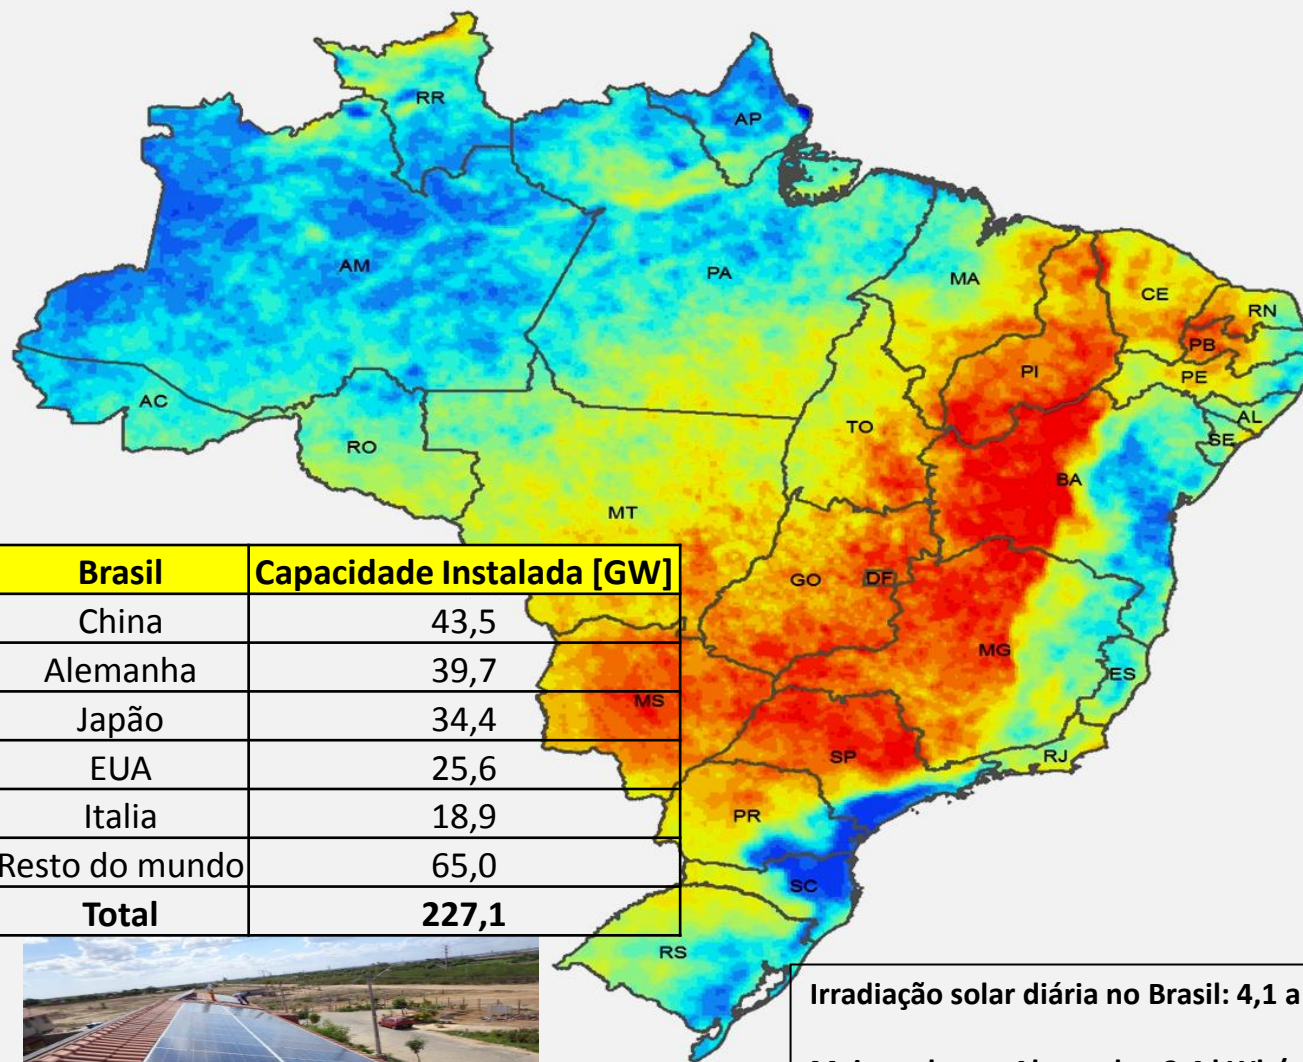 RR
AP
AM
PA
MA
CE
RN
PB
PI
PE
AC
TO
AL
SE
RO
BA
MT
Brasil Capacidade Instalada [GW]
China 43,5
Alemanha 39,7
Japão 34,4
EUA 25,6
Italia 18,9
Resto do mundo 65,0
Total 227,1
GO DF
MG
ES
MS
SP
RJ
PR
SC
RS
Irradiação solar diária no Brasil: 4,1 a